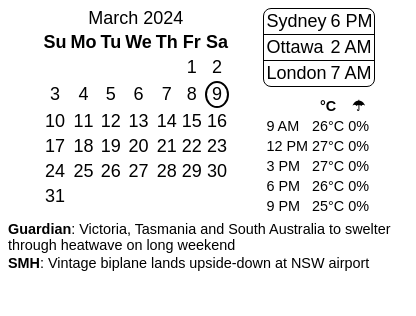 March 2024
Su Mo Tu We Th Fr Sa
1 2
3 4 5 6 7 8 9
10 11 12 13 14 15 16
17 18 19 20 21 22 23
24 25 26 27 28 29 30
31
Sydney 6 PM
Ottawa 2 AM
London 7 AM
°C ☂
9 AM 26°C 0%
12 PM 27°C 0%
3 PM 27°C 0%
6 PM 26°C 0%
9 PM 25°C 0%
Guardian: Victoria, Tasmania and South Australia to swelter
through heatwave on long weekend
SMH: Vintage biplane lands upside-down at NSW airport